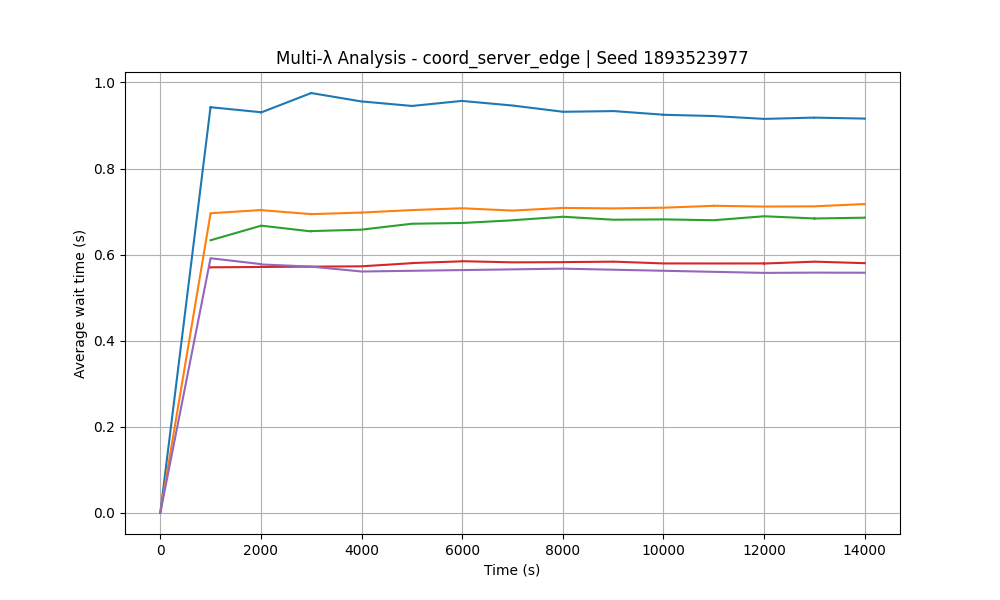 Multi-λ Analysis - coord_server_edge | Seed 1893523977
1.0
0.8
0.6
0.4
0.2
0.0
Average wait time (s)
0 2000 4000 6000 8000 10000 12000 14000
Time (s)